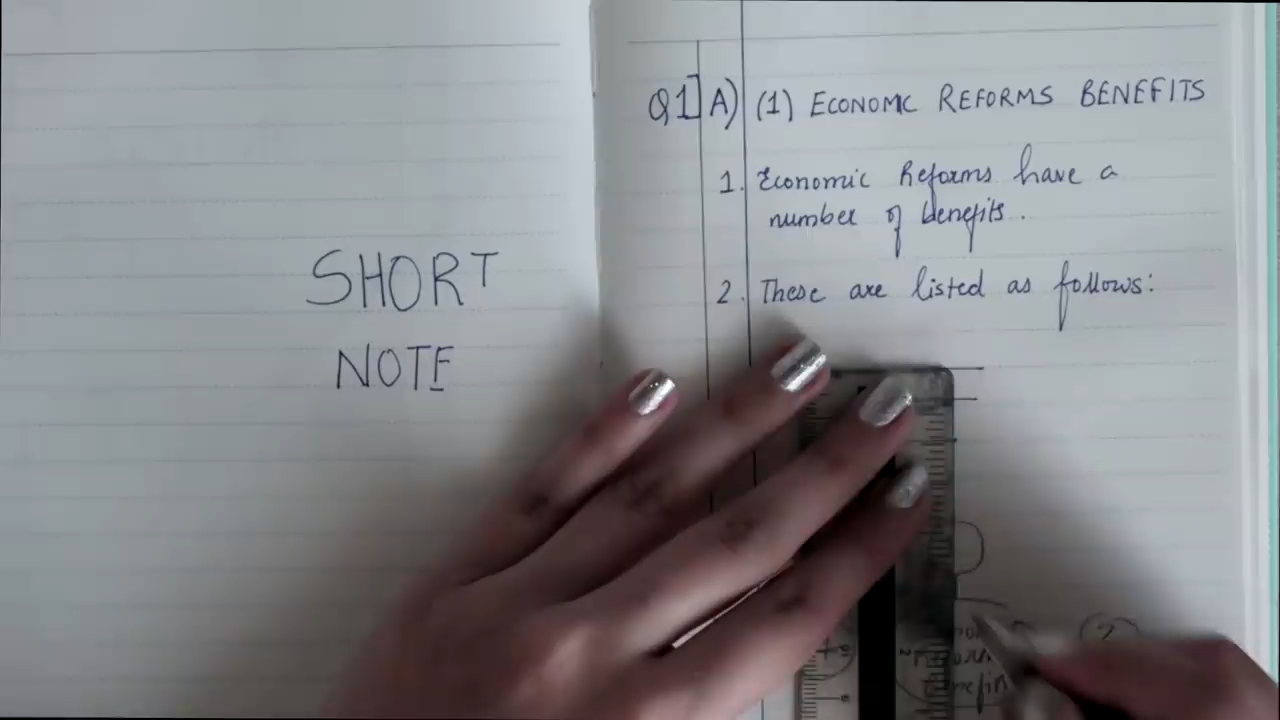 SHORT
NOTE
Q1] A) (1) ECONOMIC REFORMS BENEFITS
1. Economic Reforms have a
number of benefits.
2. These are listed as follows: